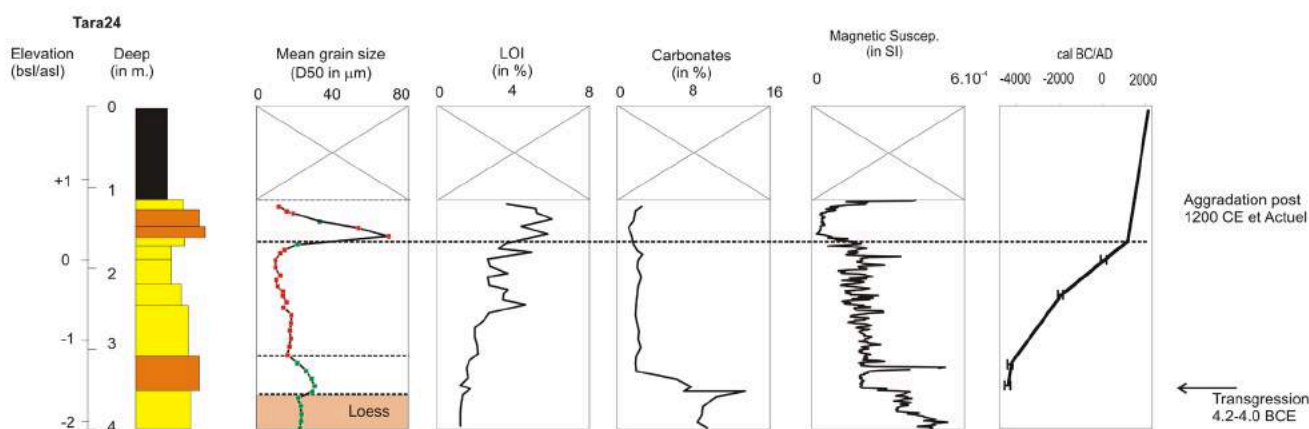 Tara24
Elevation
(bsl/asl)
Deep
(in m.)
Mean grain size
(D50 in µm)
LOI
(in %)
Carbonates
(in %)
Magnetic Suscep.
(in SI)
cal BC/AD
0 80
0 4 8
0 8 16
0 6.10⁻⁴
-4000 -2000 0 2000
0
+1
1
0
2
-1
3
-2
4
Loess
Aggradation post
1200 CE et Actuel
Transgression
4.2-4.0 BCE